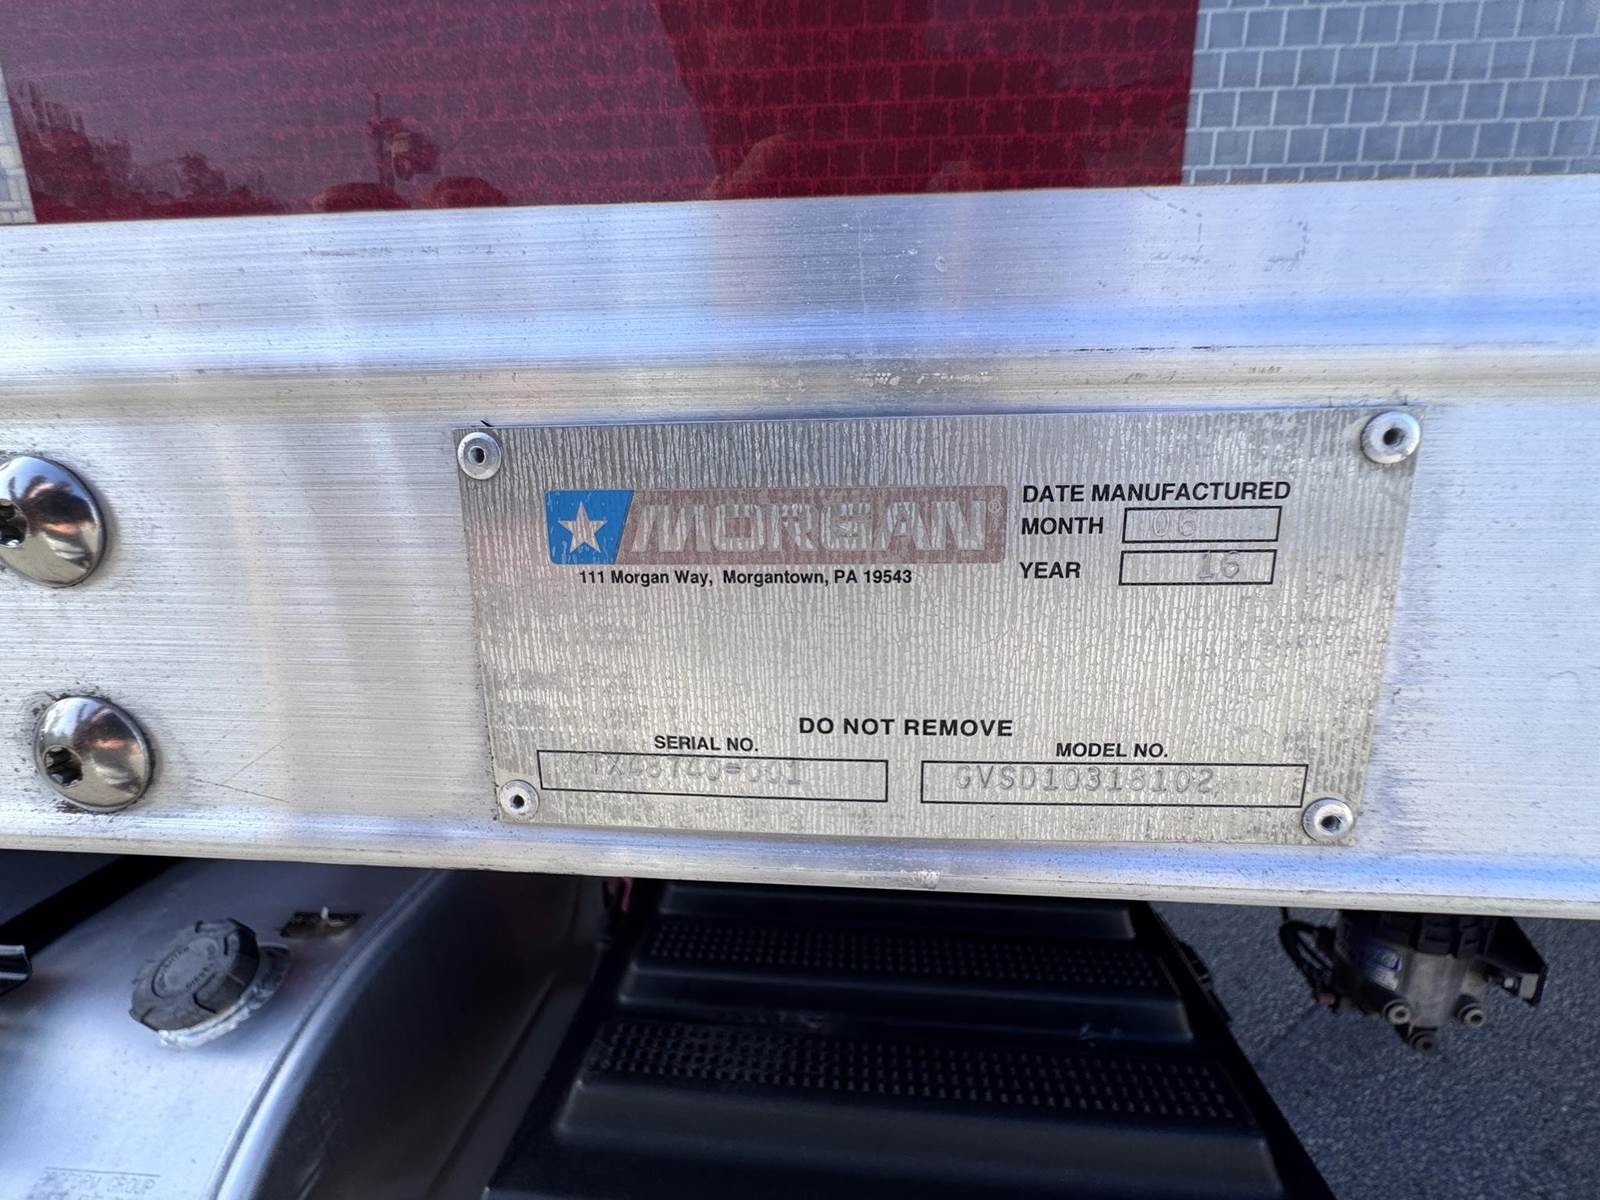 MORGAN®
111 Morgan Way, Morgantown, PA 19543
DATE MANUFACTURED
MONTH 06
YEAR 16
DO NOT REMOVE
SERIAL NO.
MODEL NO.
GVSD10318102